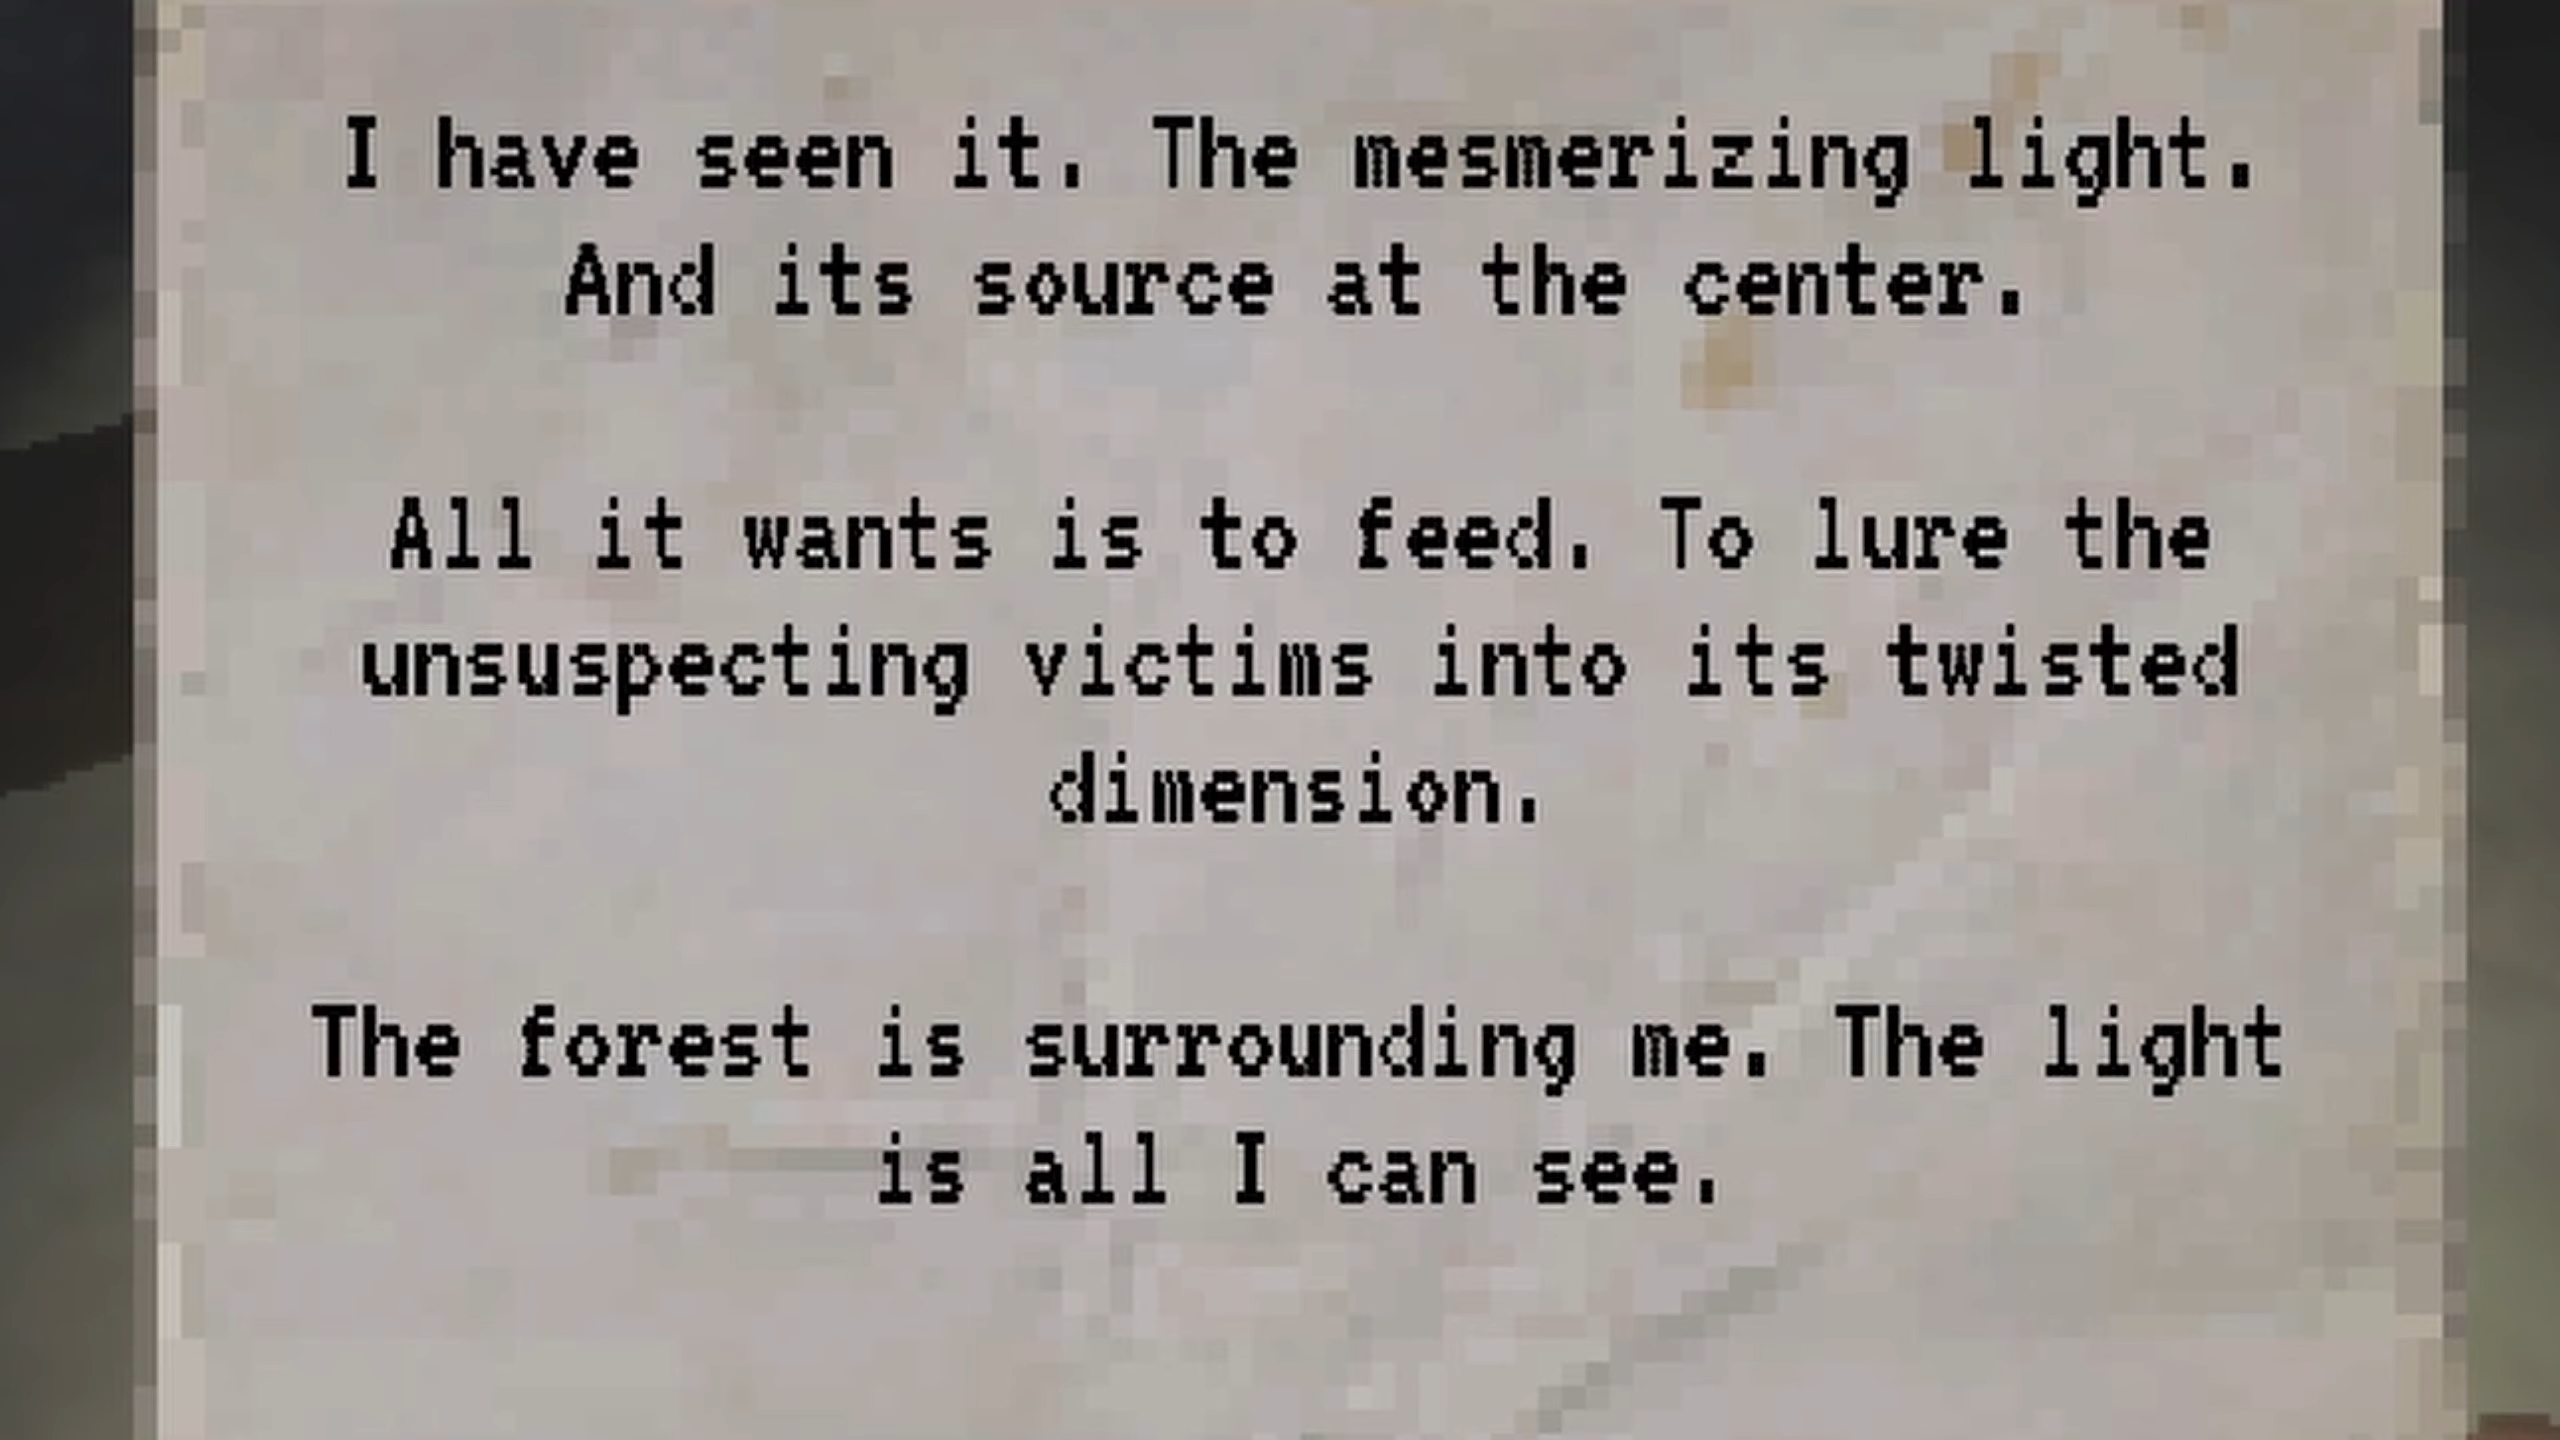 I have seen it. The mesmerizing light.
And its source at the center.
All it wants is to feed. To lure the
unsuspecting victims into its twisted
dimension.
The forest is surrounding me. The light
is all I can see.